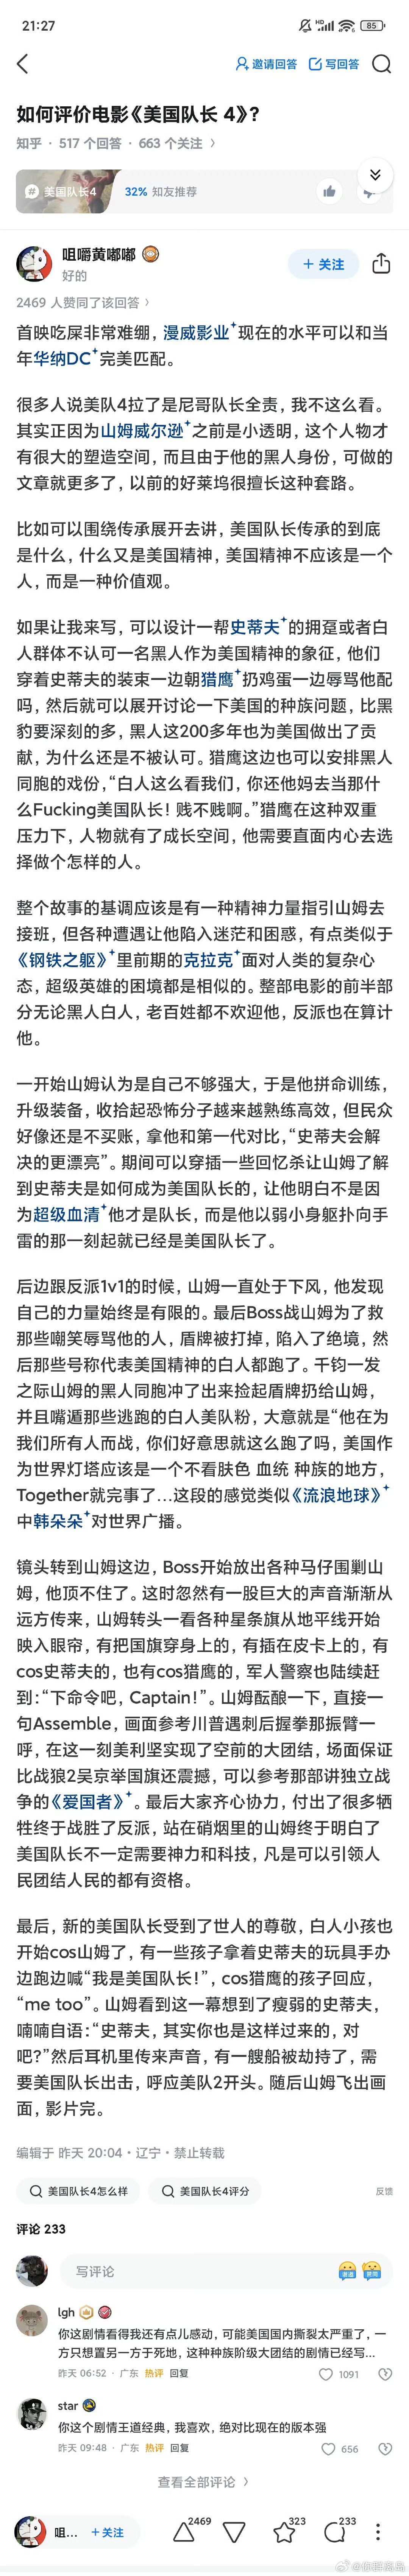 21:27
HD
6
85
邀请回答
写回答
如何评价电影《美国队长 4》？
知乎 · 517 个回答 · 663 个关注 >
# 美国队长4
32% 知友推荐
咀嚼黄嘟嘟
好的
+ 关注
2469 人赞同了该回答 >
首映吃屎非常难绷，漫威影业现在的水平可以和当
年华纳DC完美匹配。
很多人说美队4拉了是尼哥队长全责，我不这么看。
其实正因为山姆威尔逊之前是小透明，这个人物才
有很大的塑造空间，而且由于他的黑人身份，可做的
文章就更多了，以前的好莱坞很擅长这种套路。
比如可以围绕传承展开去讲，美国队长传承的到底
是什么，什么又是美国精神，美国精神不应该是一个
人，而是一种价值观。
如果让我来写，可以设计一帮史蒂夫的拥趸或者白
人群体不认可一名黑人作为美国精神的象征，他们
穿着史蒂夫的装束一边朝猎鹰扔鸡蛋一边辱骂他配
吗，然后就可以展开讨论一下美国的种族问题，比黑
豹要深刻的多，黑人这200多年也为美国做出了贡
献，为什么还是不被认可。猎鹰这边也可以安排黑人
同胞的戏份，“白人这么看我们，你还他妈去当那什
么Fucking美国队长！贱不贱啊。”猎鹰在这种双重
压力下，人物就有了成长空间，他需要直面内心去选
择做个怎样的人。
整个故事的基调应该是有一种精神力量指引山姆去
接班，但各种遭遇让他陷入迷茫和困惑，有点类似于
《钢铁之躯》里前期的克拉克面对人类的复杂心
态，超级英雄的困境都是相似的。整部电影的前半部
分无论黑人白人，老百姓都不欢迎他，反派也在算计
他。
一开始山姆认为是自己不够强大，于是他拼命训练，
升级装备，收拾起恐怖分子越来越熟练高效，但民众
好像还是不买账，拿他和第一代对比，“史蒂夫会解
决的更漂亮”。期间可以穿插一些回忆杀让山姆了解
到史蒂夫是如何成为美国队长的，让他明白不是因
为超级血清他才是队长，而是他以弱小身躯扑向手
雷的那一刻起就已经是美国队长了。
后边跟反派1v1的时候，山姆一直处于下风，他发现
自己的力量始终是有限的。最后Boss战山姆为了救
那些嘲笑辱骂他的人，盾牌被打掉，陷入了绝境，然
后那些号称代表美国精神的白人都跑了。千钧一发
之际山姆的黑人同胞冲了出来捡起盾牌扔给山姆，
并且嘴遁那些逃跑的白人美队粉，大意就是“他在为
我们所有人而战，你们好意思就这么跑了吗，美国作
为世界灯塔应该是一个不看肤色 血统 种族的地方，
Together就完事了…这段的感觉类似《流浪地球》
中韩朵朵对世界广播。
镜头转到山姆这边，Boss开始放出各种马仔围剿山
姆，他顶不住了。这时忽然有一股巨大的声音渐渐从
远方传来，山姆转头一看各种星条旗从地平线开始
映入眼帘，有把国旗穿身上的，有插在皮卡上的，有
cos史蒂夫的，也有cos猎鹰的，军人警察也陆续赶
到：“下命令吧，Captain！”。山姆酝酿一下，直接一
句Assemble，画面参考川普遇刺后握拳那振臂一
呼，在这一刻美利坚实现了空前的大团结，场面保证
比战狼2吴京举国旗还震撼，可以参考那部讲独立战
争的《爱国者》。最后大家齐心协力，付出了很多牺
牲终于战胜了反派，站在硝烟里的山姆终于明白了
美国队长不一定需要神力和科技，凡是可以引领人
民团结人民的都有资格。
最后，新的美国队长受到了世人的尊敬，白人小孩也
开始cos山姆了，有一些孩子拿着史蒂夫的玩具手办
边跑边喊“我是美国队长！”，cos猎鹰的孩子回应，
“me too”。山姆看到这一幕想到了瘦弱的史蒂夫，
喃喃自语：“史蒂夫，其实你也是这样过来的，对
吧？”然后耳机里传来声音，有一艘船被劫持了，需
要美国队长出击，呼应美队2开头。随后山姆飞出画
面，影片完。
编辑于 昨天 20:04 · 辽宁 · 禁止转载
美国队长4怎么样
美国队长4评分
反馈
评论 233
写评论
lgh
你这剧情看得我还有点儿感动，可能美国国内撕裂太严重了，一
方只想置另一方于死地，这种种族阶级大团结的剧情已经写...
昨天 06:52 · 广东 热评 回复
1091
star
你这个剧情王道经典，我喜欢，绝对比现在的版本强
昨天 09:48 · 广东 热评 回复
656
查看全部评论 >
咀...
+ 关注
2469
323
233